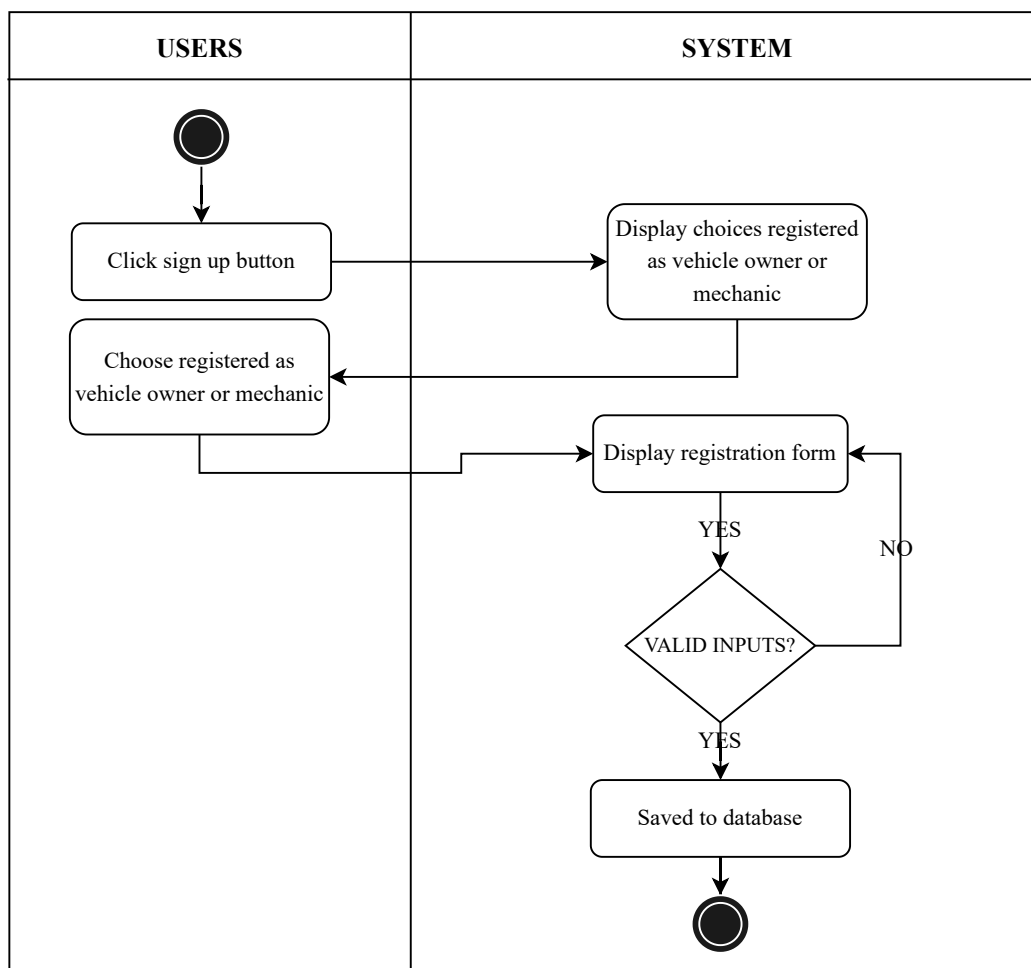 USERS
SYSTEM
Click sign up button
Display choices registered
as vehicle owner or
mechanic
Choose registered as
vehicle owner or mechanic
Display registration form
YES
NO
VALID INPUTS?
YES
Saved to database